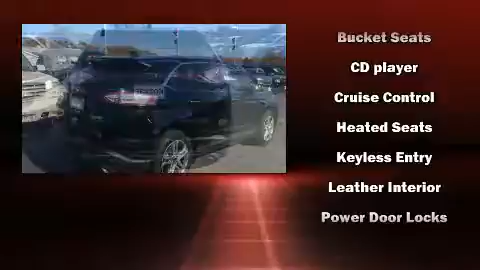 Bucket Seats
CD player
Cruise Control
Heated Seats
Keyless Entry
Leather Interior
Power Door Locks